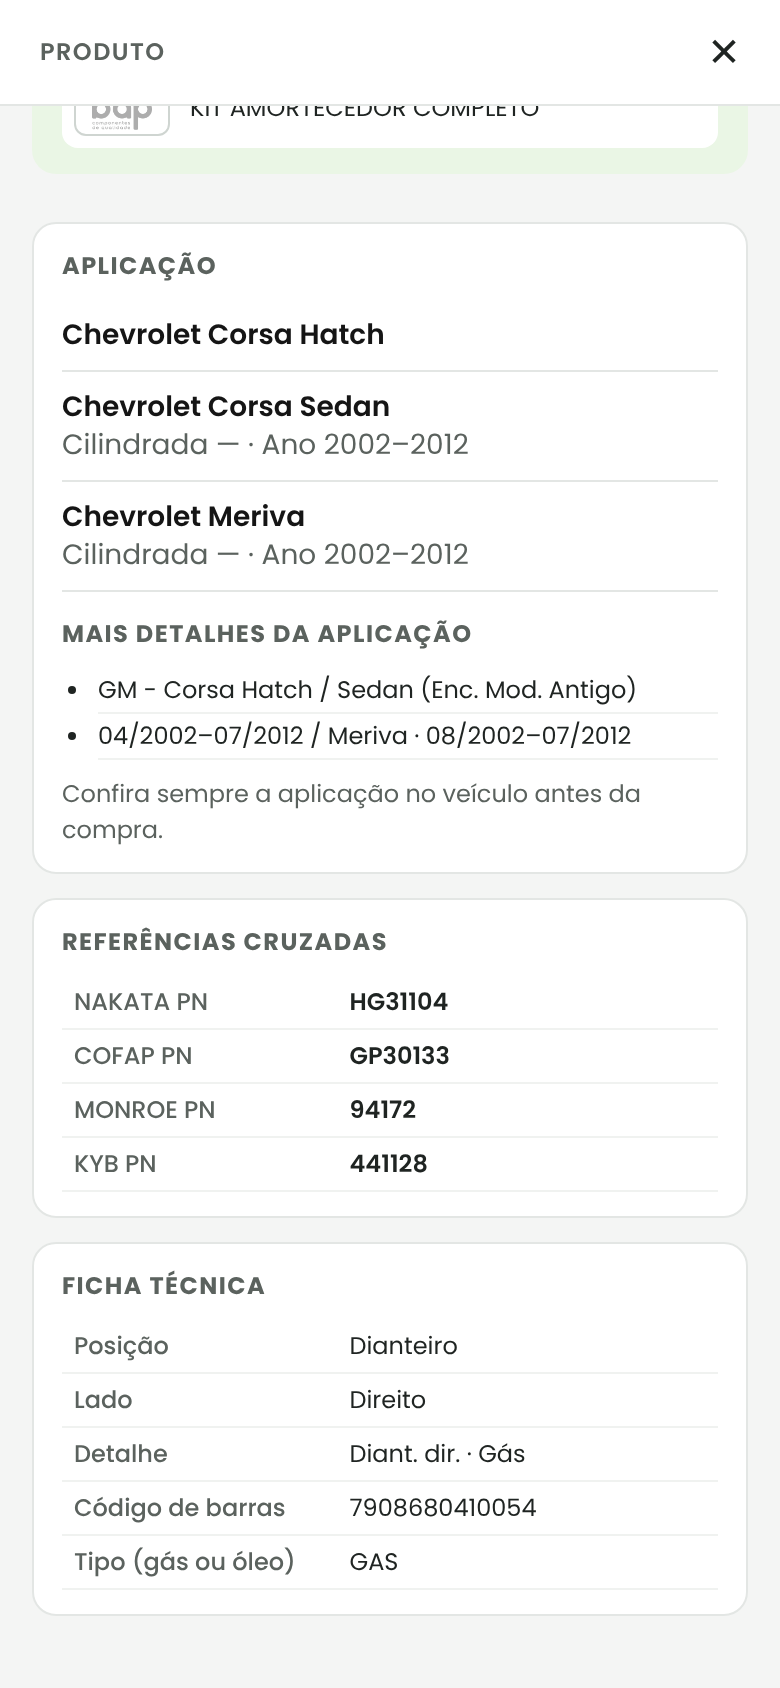 PRODUTO
bap
componentes
de qualidade
KIT AMORTECEDOR COMPLETO
APLICAÇÃO
Chevrolet Corsa Hatch
Chevrolet Corsa Sedan
Cilindrada — · Ano 2002–2012
Chevrolet Meriva
Cilindrada — · Ano 2002–2012
MAIS DETALHES DA APLICAÇÃO
• GM - Corsa Hatch / Sedan (Enc. Mod. Antigo)
• 04/2002–07/2012 / Meriva · 08/2002–07/2012
Confira sempre a aplicação no veículo antes da
compra.
REFERÊNCIAS CRUZADAS
NAKATA PN HG31104
COFAP PN GP30133
MONROE PN 94172
KYB PN 441128
FICHA TÉCNICA
Posição Dianteiro
Lado Direito
Detalhe Diant. dir. · Gás
Código de barras 7908680410054
Tipo (gás ou óleo) GAS